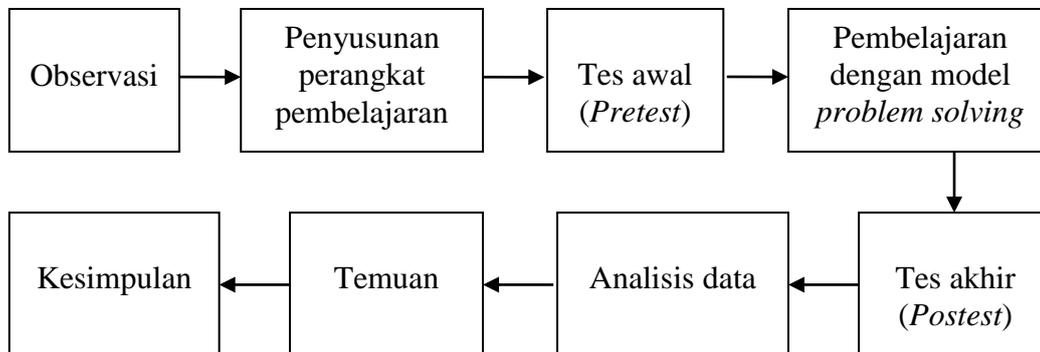 Observasi
Penyusunan
perangkat
pembelajaran
Tes awal
(Pretest)
Pembelajaran
dengan model
problem solving
Kesimpulan
Temuan
Analisis data
Tes akhir
(Postest)